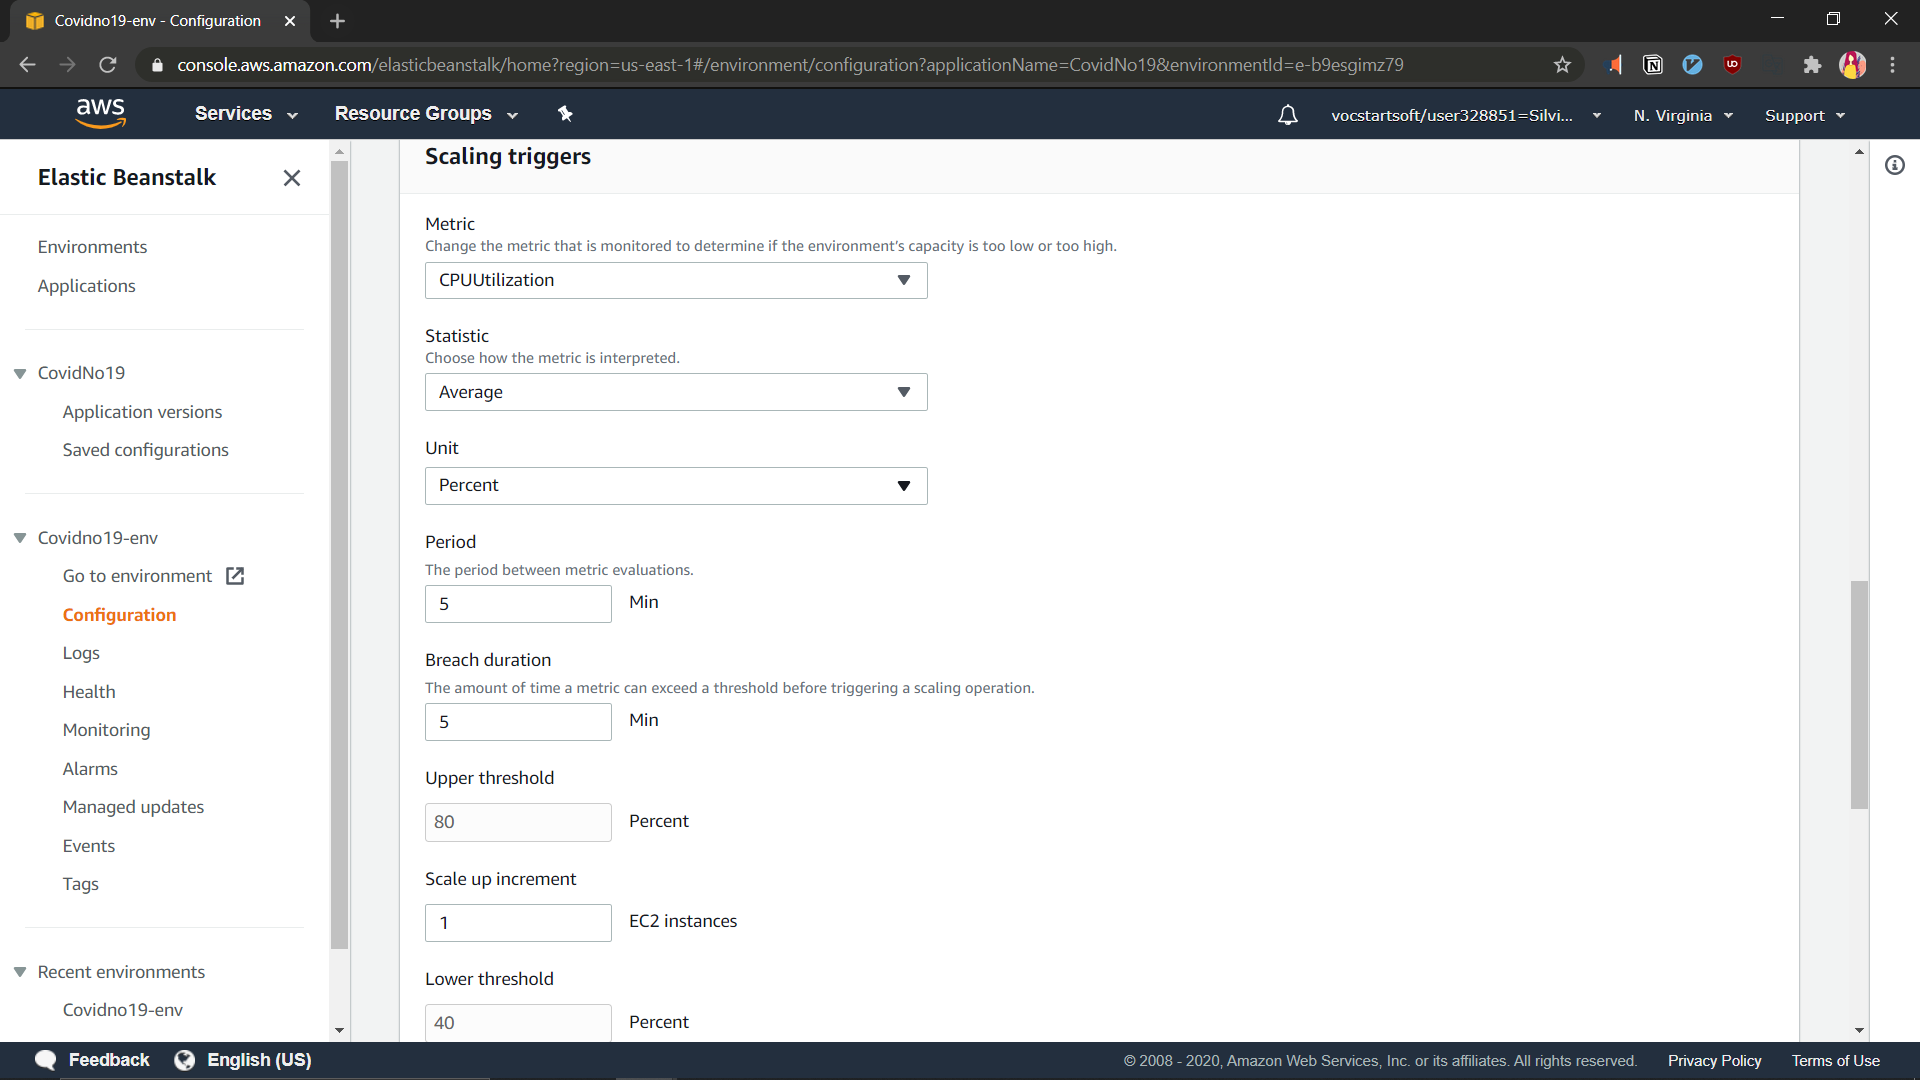 Covidno19-env - Configuration
console.aws.amazon.com/elasticbeanstalk/home?region=us-east-1#/environment/configuration?applicationName=CovidNo19&environmentId=e-b9esgimz79
aws
Services
Resource Groups
vocstartsoft/user328851=Silvi...
N. Virginia
Support
Elastic Beanstalk
Environments
Applications
CovidNo19
Application versions
Saved configurations
Covidno19-env
Go to environment
Configuration
Logs
Health
Monitoring
Alarms
Managed updates
Events
Tags
Recent environments
Covidno19-env
Scaling triggers
Metric
Change the metric that is monitored to determine if the environment's capacity is too low or too high.
CPUUtilization
Statistic
Choose how the metric is interpreted.
Average
Unit
Percent
Period
The period between metric evaluations.
5 Min
Breach duration
The amount of time a metric can exceed a threshold before triggering a scaling operation.
5 Min
Upper threshold
80 Percent
Scale up increment
1 EC2 instances
Lower threshold
40 Percent
Feedback
English (US)
© 2008 - 2020, Amazon Web Services, Inc. or its affiliates. All rights reserved.
Privacy Policy
Terms of Use